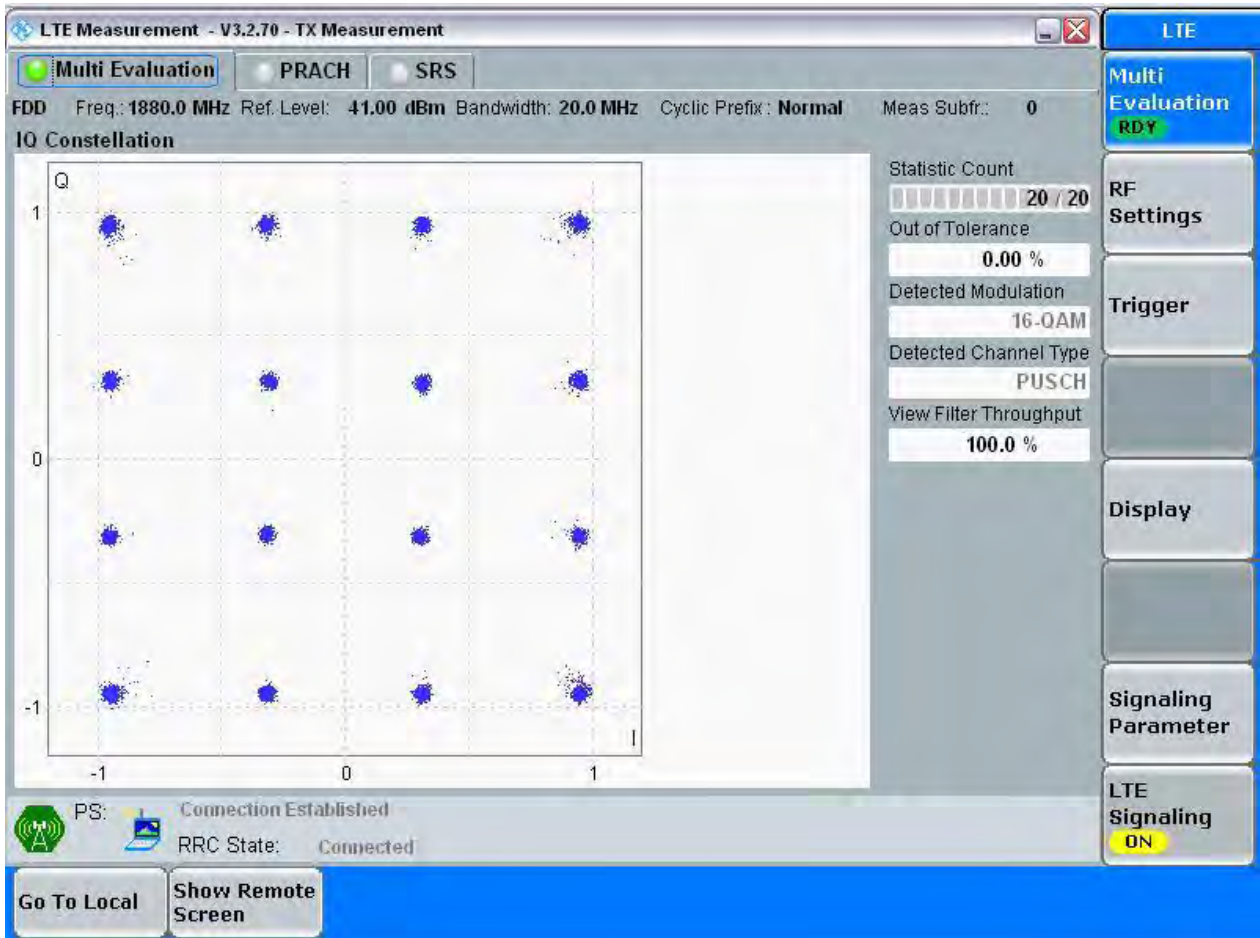 LTE Measurement - V3.2.70 - TX Measurement
LTE
Multi Evaluation PRACH SRS
FDD Freq.: 1880.0 MHz Ref. Level: 41.00 dBm Bandwidth: 20.0 MHz Cyclic Prefix : Normal Meas Subfr.: 0
IQ Constellation
Q
1
0
-1
I
-1 0 1
Statistic Count
20 / 20
Out of Tolerance
0.00 %
Detected Modulation
16-QAM
Detected Channel Type
PUSCH
View Filter Throughput
100.0 %
Multi
Evaluation
RDY
RF
Settings
Trigger
Display
Signaling
Parameter
LTE
Signaling
ON
PS: Connection Established
RRC State: Connected
Go To Local
Show Remote
Screen